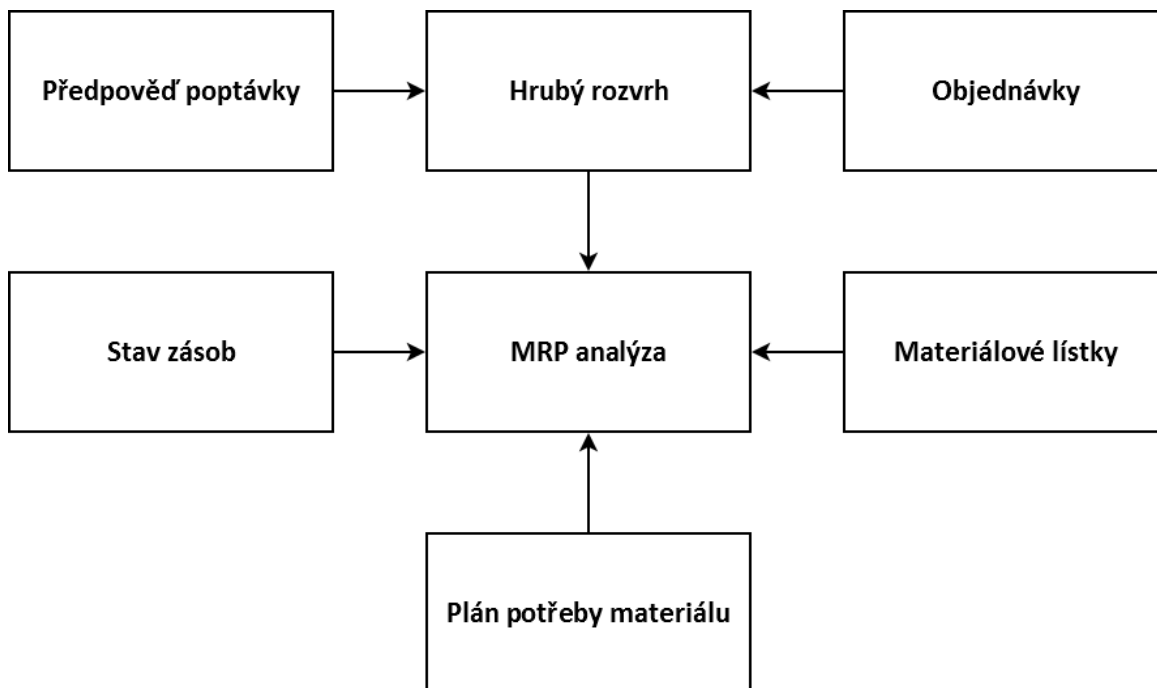 Předpověď poptávky
Hrubý rozvrh
Objednávky
Stav zásob
MRP analýza
Materiálové lístky
Plán potřeby materiálu